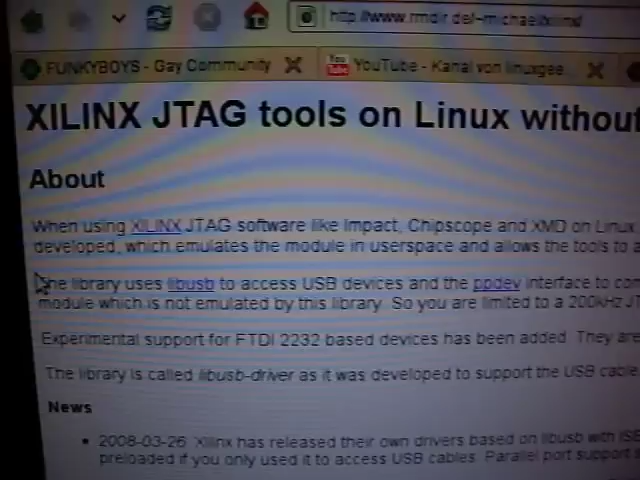 http://www.rmdir.de/~michael/xilinx/
FUNKYBOYS - Gay Community
You Tube YouTube - Kanal von linuxgee...
XILINX JTAG tools on Linux without
About
When using XILINX JTAG software like Impact, Chipscope and XMD on Linux
developed, which emulates the module in userspace and allows the tools to a
The library uses libusb to access USB devices and the ppdev interface to com
module which is not emulated by this library. So you are limited to a 200kHz J
Experimental support for FTDI 2232 based devices has been added. They are
The library is called libusb-driver as it was developed to support the USB cable
News
2008-03-26: Xilinx has released their own drivers based on libusb with ISE
preloaded if you only used it to access USB cables. Parallel port support s